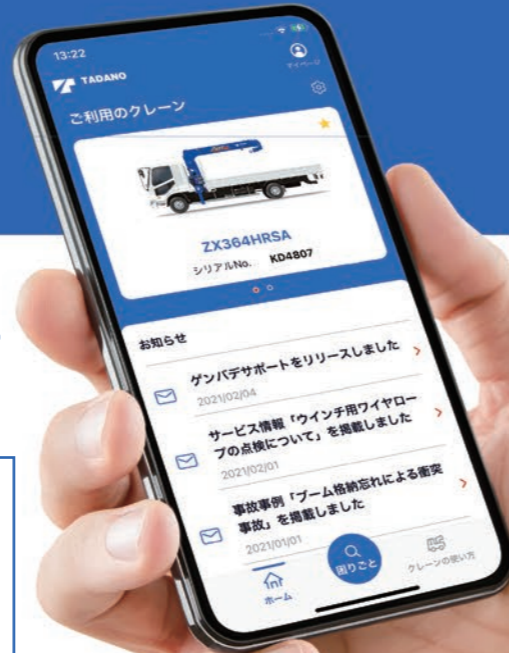 13:22
TADANO
マイページ
ご利用のクレーン
ZX364HRSA
シリアルNo. KD4807
お知らせ
ゲンバデサポートをリリースしました
2021/02/04
サービス情報「ウインチ用ワイヤロー
プの点検について」を掲載しました
2021/02/01
事故事例「ブーム格納忘れによる衝突
事故」を掲載しました
2021/01/01
ホーム
困りごと
クレーンの使い方